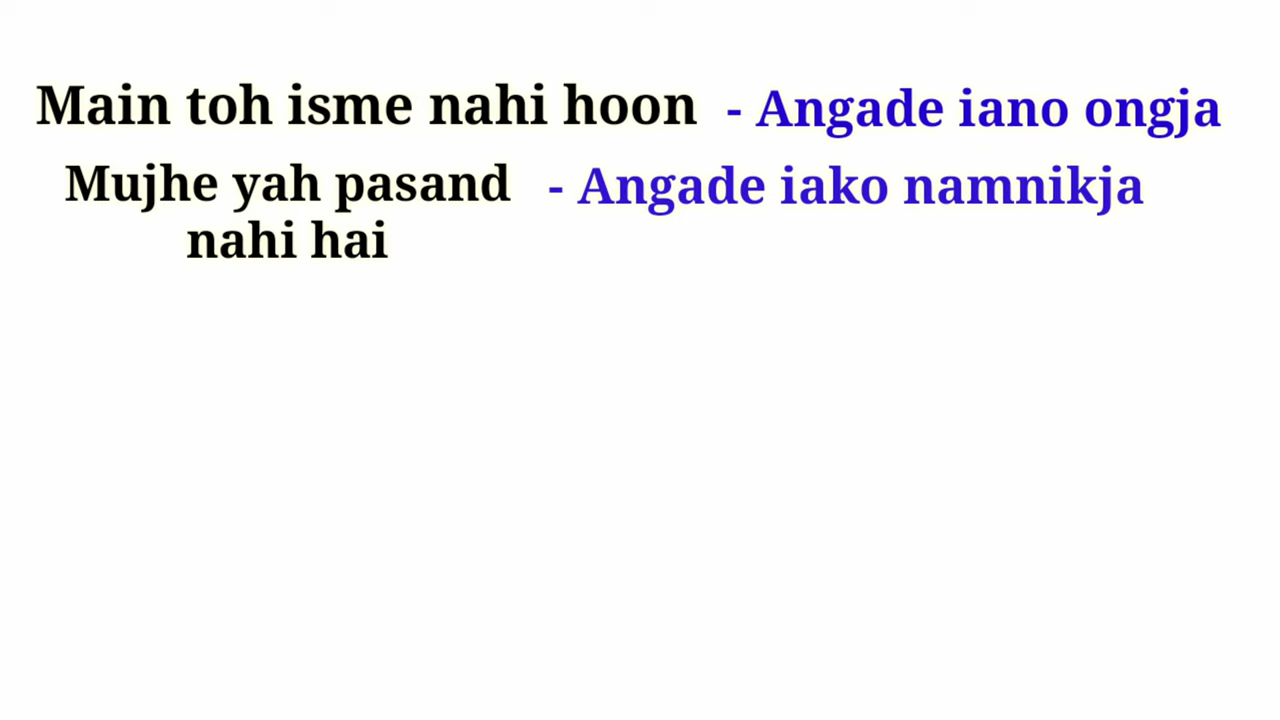 Main toh isme nahi hoon - Angade iano ongja
Mujhe yah pasand - Angade iako namnikja
nahi hai